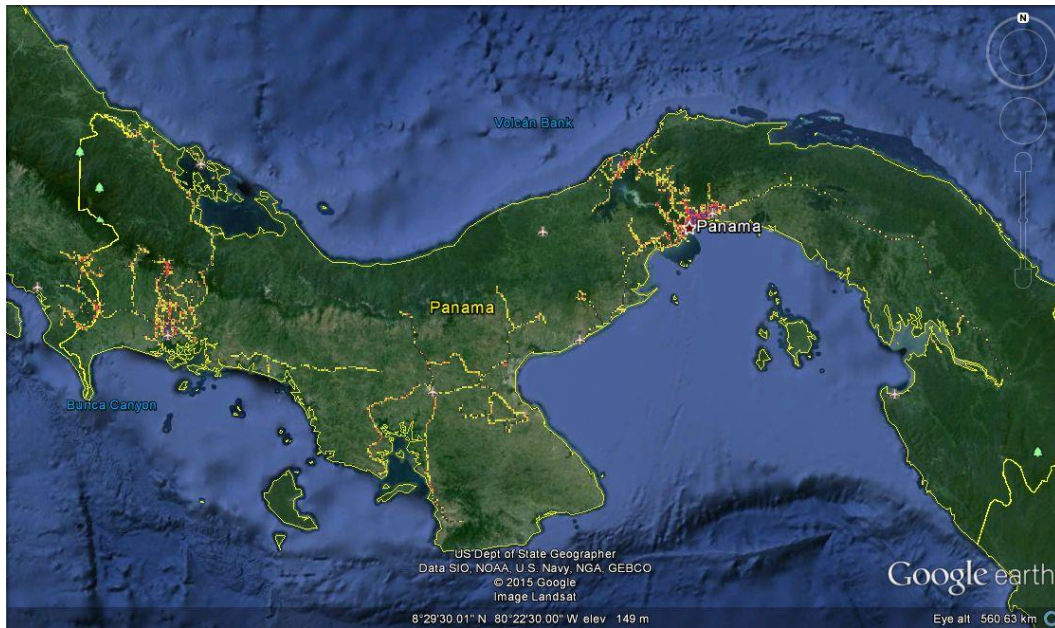 N
Volcán Bank
Panama
Panama
Burica Canyon
US Dept of State Geographer
Data SIO, NOAA, U.S. Navy, NGA, GEBCO
© 2015 Google
Image Landsat
Google earth
8°29'30.01" N 80°22'30.00" W elev 149 m
Eye alt 560.63 km